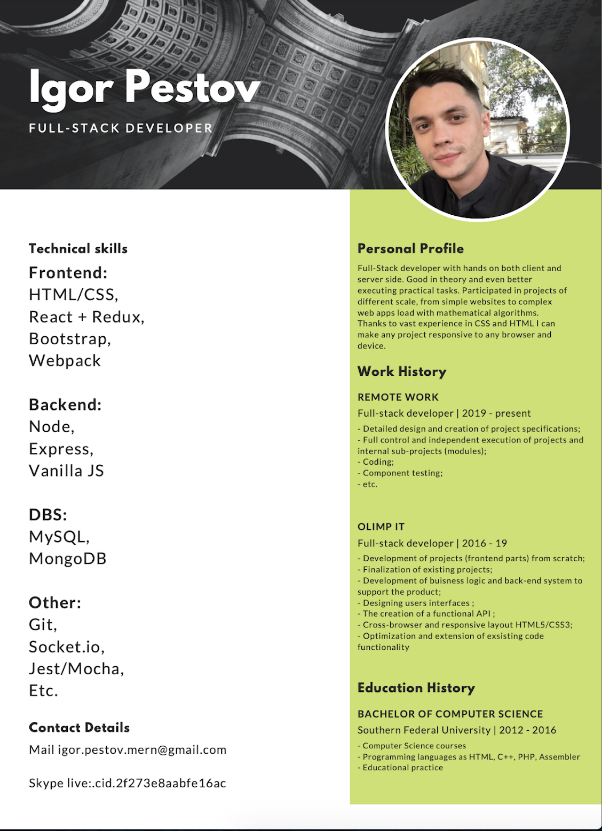 Igor Pestov
FULL-STACK DEVELOPER
Technical skills
Frontend:
HTML/CSS,
React + Redux,
Bootstrap,
Webpack
Backend:
Node,
Express,
Vanilla JS
DBS:
MySQL,
MongoDB
Other:
Git,
Socket.io,
Jest/Mocha,
Etc.
Contact Details
Mail igor.pestov.mern@gmail.com
Skype live:.cid.2f273e8aabfe16ac
Personal Profile
Full-Stack developer with hands on both client and
server side. Good in theory and even better
executing practical tasks. Participated in projects of
different scale, from simple websites to complex
web apps load with mathematical algorithms.
Thanks to vast experience in CSS and HTML I can
make any project responsive to any browser and
device.
Work History
REMOTE WORK
Full-stack developer | 2019 - present
- Detailed design and creation of project specifications;
- Full control and independent execution of projects and
internal sub-projects (modules);
- Coding;
- Component testing;
- etc.
OLIMP IT
Full-stack developer | 2016 - 19
- Development of projects (frontend parts) from scratch;
- Finalization of existing projects;
- Development of buisness logic and back-end system to
support the product;
- Designing users interfaces ;
- The creation of a functional API ;
- Cross-browser and responsive layout HTML5/CSS3;
- Optimization and extension of exsisting code
functionality
Education History
BACHELOR OF COMPUTER SCIENCE
Southern Federal University | 2012 - 2016
- Computer Science courses
- Programming languages as HTML, C++, PHP, Assembler
- Educational practice